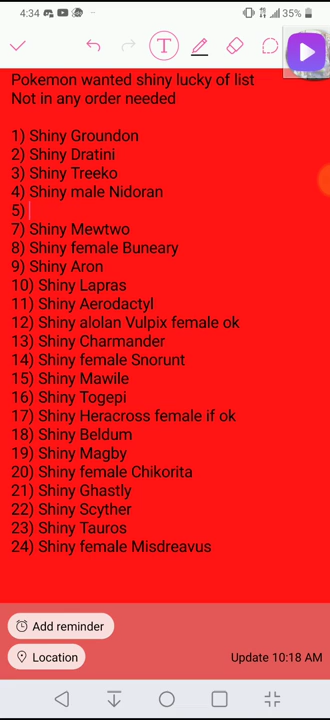 4:34
35%
T
Pokemon wanted shiny lucky of list
Not in any order needed
1) Shiny Groundon
2) Shiny Dratini
3) Shiny Treeko
4) Shiny male Nidoran
5)
7) Shiny Mewtwo
8) Shiny female Buneary
9) Shiny Aron
10) Shiny Lapras
11) Shiny Aerodactyl
12) Shiny alolan Vulpix female ok
13) Shiny Charmander
14) Shiny female Snorunt
15) Shiny Mawile
16) Shiny Togepi
17) Shiny Heracross female if ok
18) Shiny Beldum
19) Shiny Magby
20) Shiny female Chikorita
21) Shiny Ghastly
22) Shiny Scyther
23) Shiny Tauros
24) Shiny female Misdreavus
Add reminder
Location
Update 10:18 AM